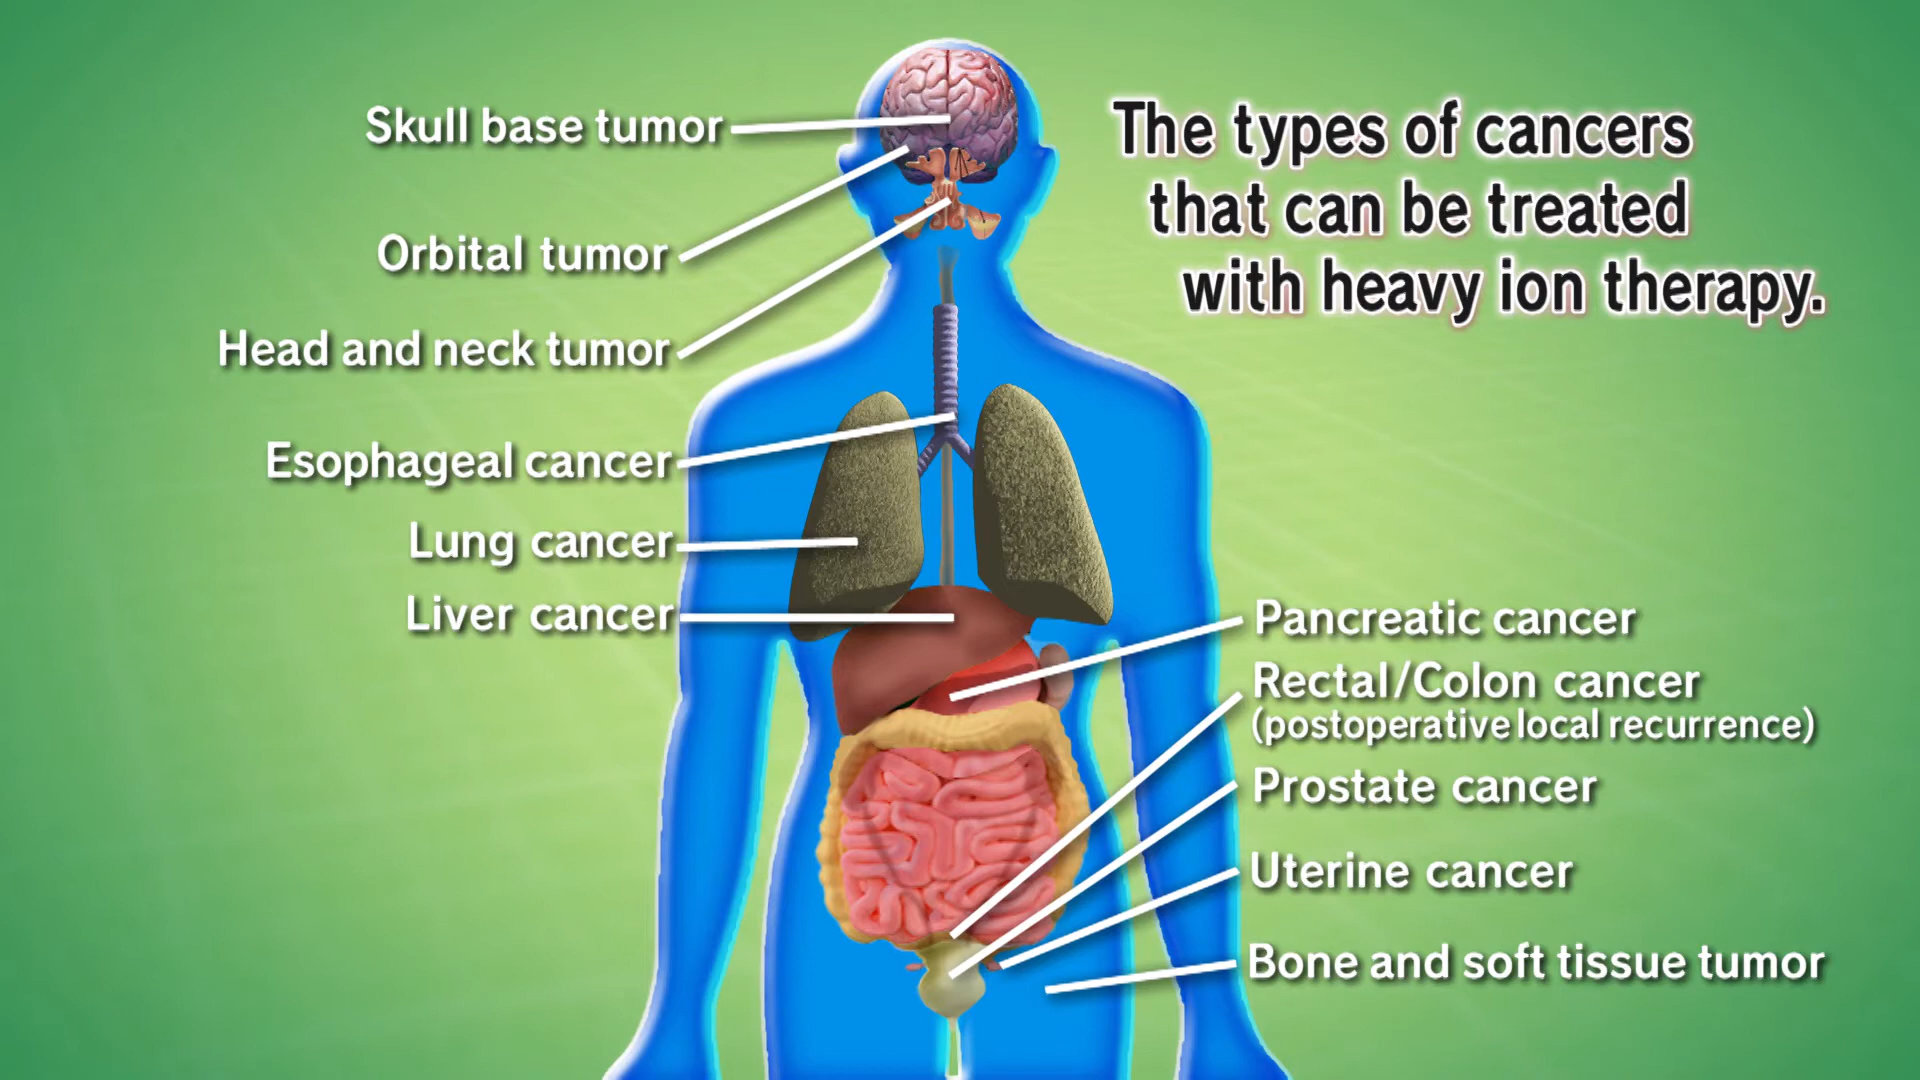 The types of cancers
that can be treated
with heavy ion therapy.
Skull base tumor
Orbital tumor
Head and neck tumor
Esophageal cancer
Lung cancer
Liver cancer
Pancreatic cancer
Rectal/Colon cancer
(postoperative local recurrence)
Prostate cancer
Uterine cancer
Bone and soft tissue tumor